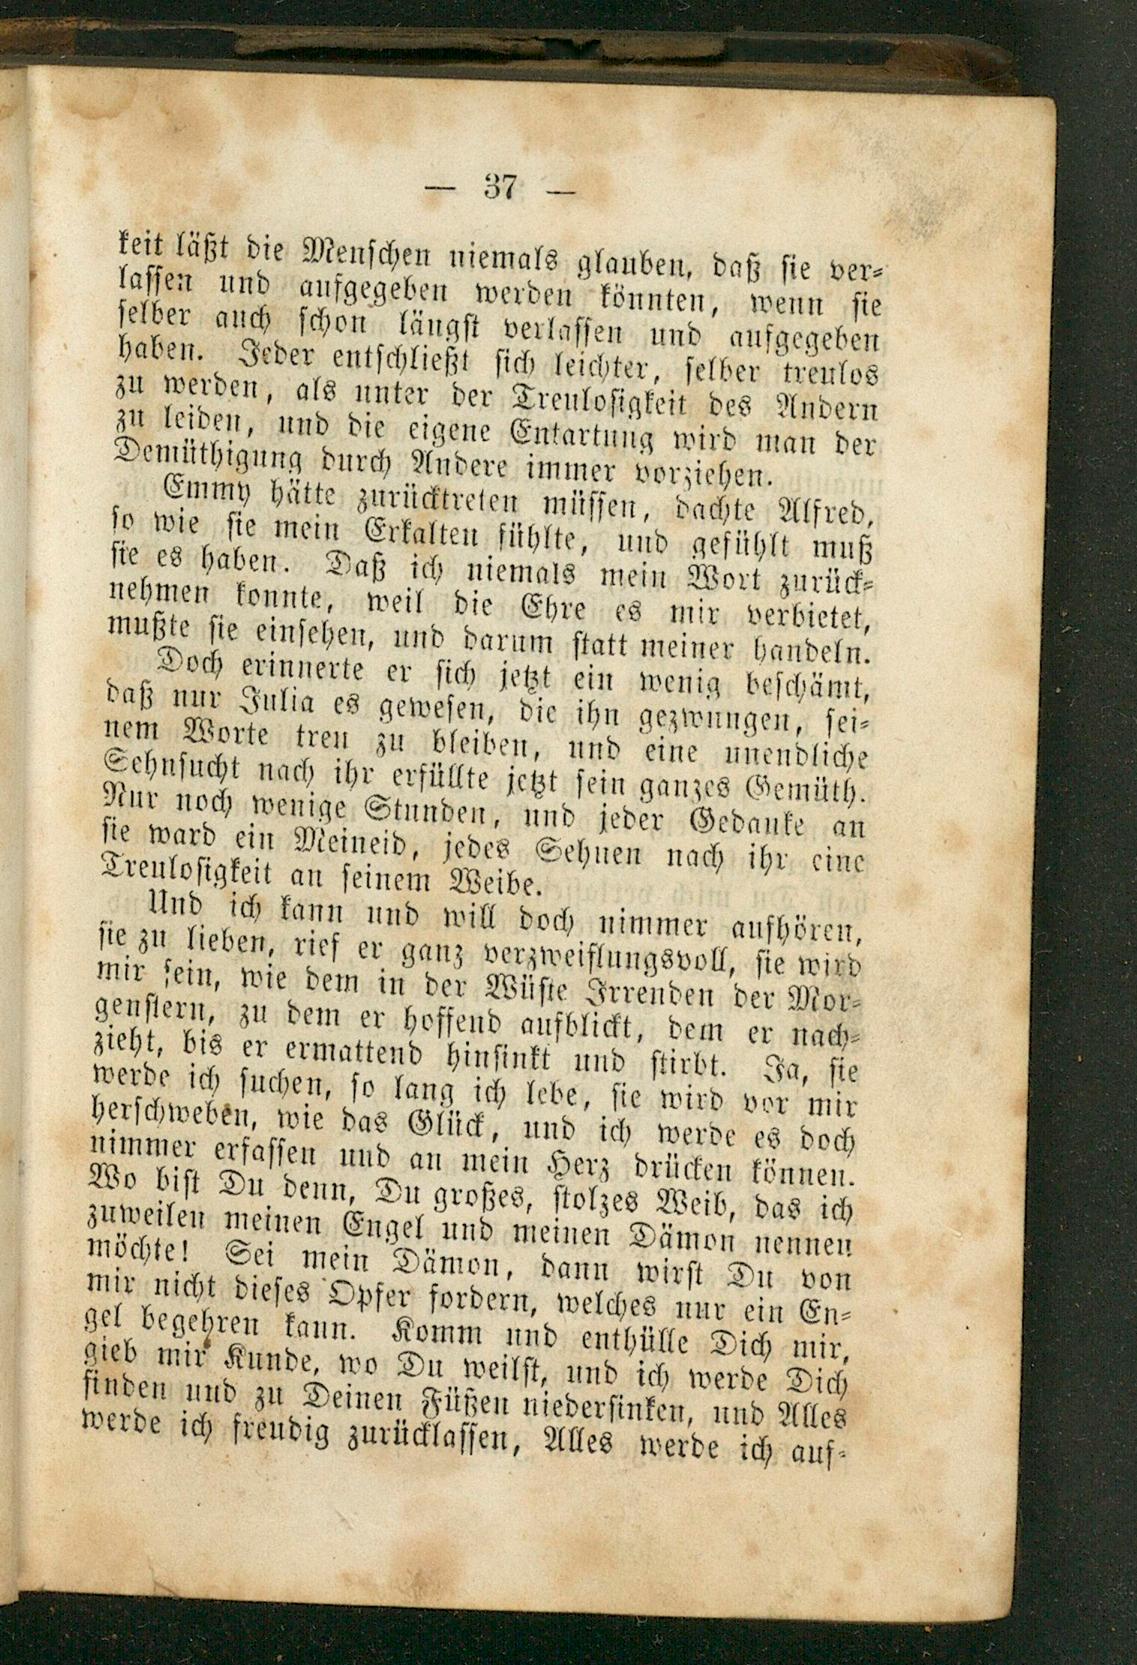 — 37 —
keit läßt die Menschen niemals glauben, daß sie ver-
lassen und aufgegeben werden könnten, wenn sie
selber auch schon längst verlassen und aufgegeben
haben. Jeder entschließt sich leichter, selber treulos
zu werden, als unter der Treulosigkeit des Andern
zu leiden, und die eigene Entartung wird man der
Demüthigung durch Andere immer vorziehen.
Emmy hätte zurücktreten müssen, dachte Alfred,
so wie sie mein Erkalten fühlte, und gefühlt muß
sie es haben. Daß ich niemals mein Wort zurück-
nehmen konnte, weil die Ehre es mir verbietet,
mußte sie einsehen, und darum statt meiner handeln.
Doch erinnerte er sich jetzt ein wenig beschämt,
daß nur Julia es gewesen, die ihn gezwungen, sei-
nem Worte treu zu bleiben, und eine unendliche
Sehnsucht nach ihr erfüllte jetzt sein ganzes Gemüth.
Nur noch wenige Stunden, und jeder Gedanke an
sie ward ein Meineid, jedes Sehnen nach ihr eine
Treulosigkeit an seinem Weibe.
Und ich kann und will doch nimmer aufhören,
sie zu lieben, rief er ganz verzweiflungsvoll, sie wird
mir sein, wie dem in der Wüste Irrenden der Mor-
genstern, zu dem er hoffend aufblickt, dem er nach-
zieht, bis er ermattend hinsinkt und stirbt. Ja, sie
werde ich suchen, so lang ich lebe, sie wird vor mir
herschweben, wie das Glück, und ich werde es doch
nimmer erfassen und an mein Herz drücken können.
Wo bist Du denn, Du großes, stolzes Weib, das ich
zuweilen meinen Engel und meinen Dämon nennen
möchte! Sei mein Dämon, dann wirst Du von
mir nicht dieses Opfer fordern, welches nur ein En-
gel begehren kann. Komm und enthülle Dich mir,
gieb mir Kunde, wo Du weilst, und ich werde Dich
finden und zu Deinen Füßen niedersinken, und Alles
werde ich freudig zurücklassen, Alles werde ich auf-